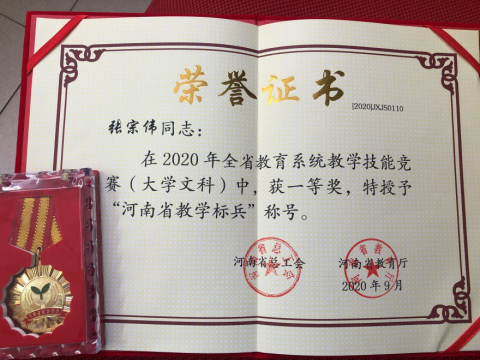 荣誉证书
[2020]JXJS0110
张宗伟同志：
在2020年全省教育系统教学技能竞
赛（大学文科）中，获一等奖，特授予
“河南省教学标兵”称号。
河南省总工会
河南省教育厅
2020年9月